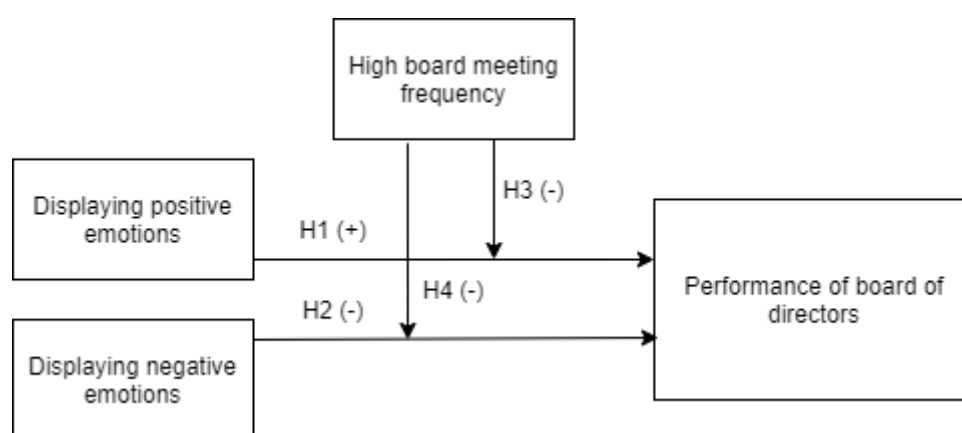 High board meeting
frequency
Displaying positive
emotions
H1 (+)
H3 (-)
H4 (-)
H2 (-)
Performance of board of
directors
Displaying negative
emotions